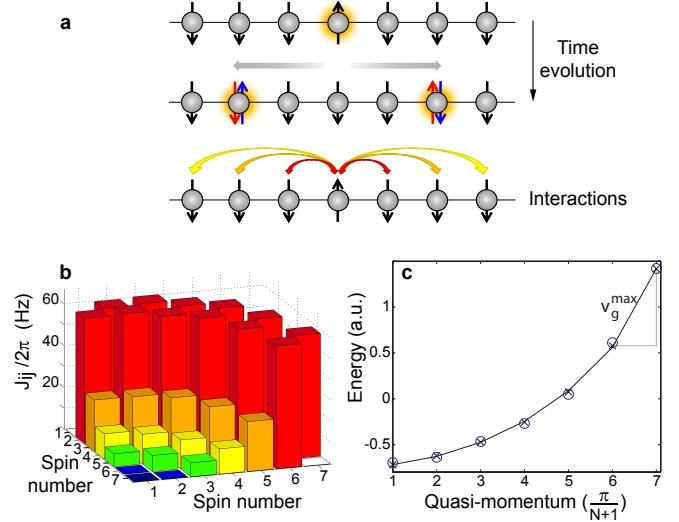 a
Time
evolution
Interactions
b
J_ij/2π (Hz)
60
40
20
1
2
3
4
5
6
7
Spin
number
1
2
3
4
5
6
7
Spin number
c
Energy (a.u.)
1
0.5
0
-0.5
v_g^max
1 2 3 4 5 6 7
Quasi-momentum (π/N+1)